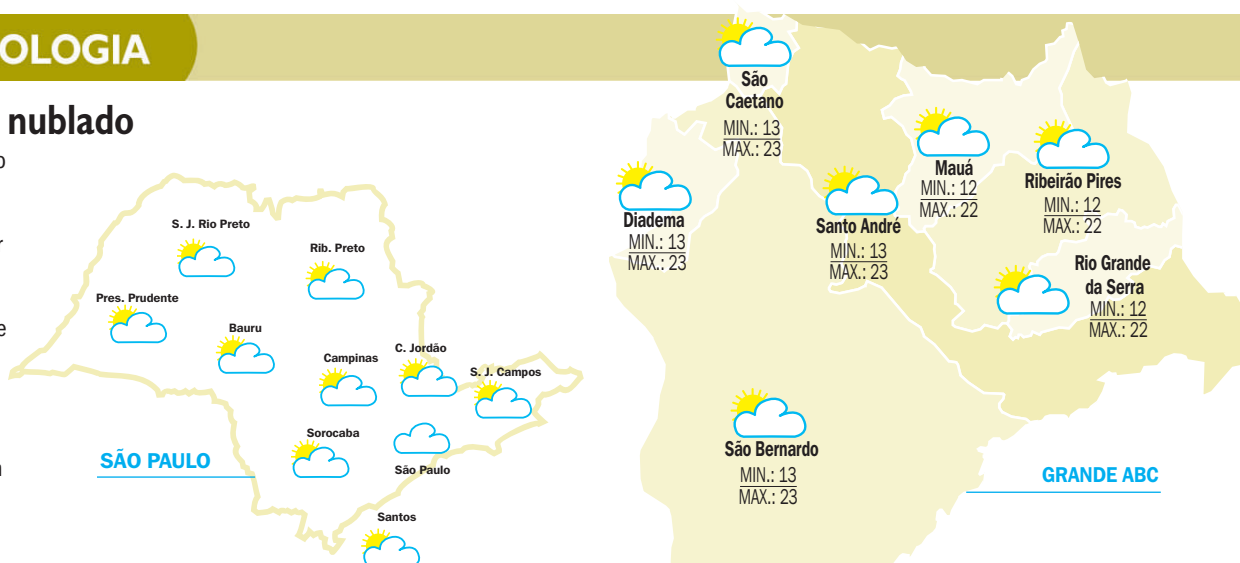 OLOGIA
nublado
o
r
e
S. J. Rio Preto
Rib. Preto
Pres. Prudente
Bauru
Campinas
C. Jordão
S. J. Campos
Sorocaba
São Paulo
SÃO PAULO
Santos
São
Caetano
MIN.: 13
MAX.: 23
Diadema
MIN.: 13
MAX.: 23
Santo André
MIN.: 13
MAX.: 23
Mauá
MIN.: 12
MAX.: 22
Ribeirão Pires
MIN.: 12
MAX.: 22
Rio Grande
da Serra
MIN.: 12
MAX.: 22
São Bernardo
MIN.: 13
MAX.: 23
GRANDE ABC